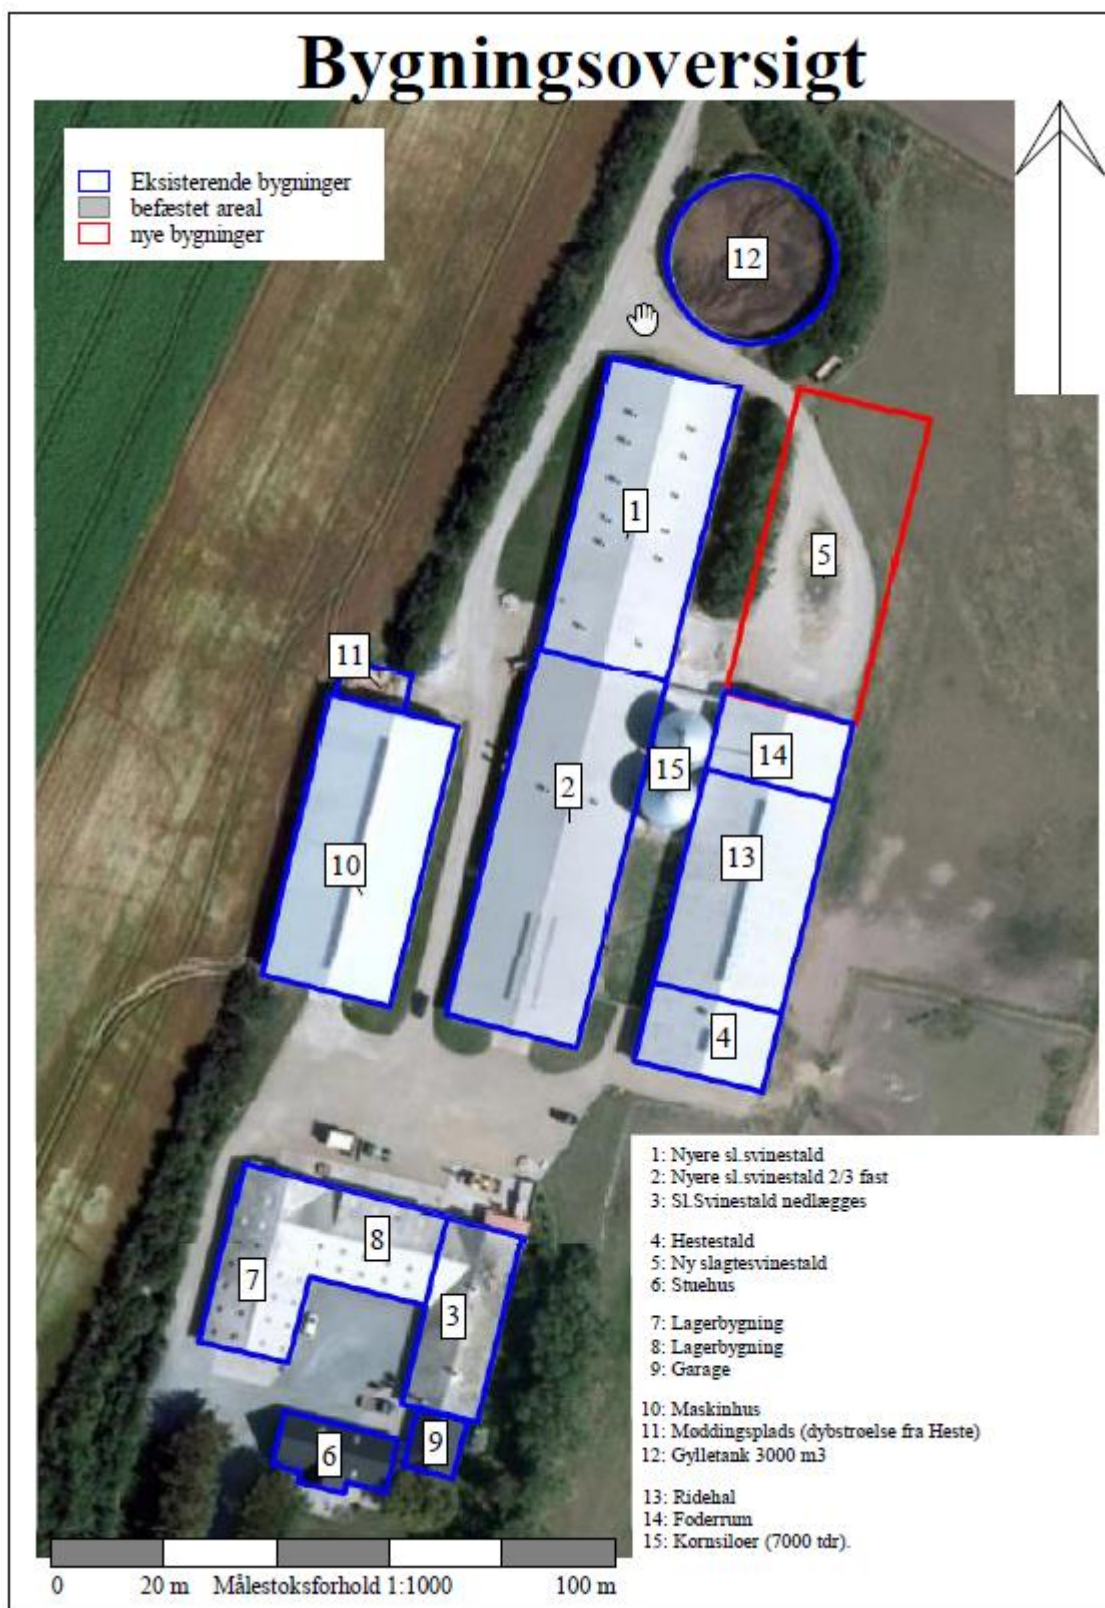 Bygningsoversigt
Eksisterende bygninger
befæstet areal
nye bygninger
12
1
5
11
14
15
2
13
10
4
8
7
3
9
6
1: Nyere sl.svinestald
2: Nyere sl.svinestald 2/3 fast
3: Sl.Svinestald nedlægges
4: Hestestald
5: Ny slagtesvinestald
6: Stuehus
7: Lagerbygning
8: Lagerbygning
9: Garage
10: Maskinhus
11: Møddingsplads (dybstrøelse fra Heste)
12: Gylletank 3000 m3
13: Ridehal
14: Foderrum
15: Kornsiloer (7000 tdr).
0 20 m Målestoksforhold 1:1000 100 m